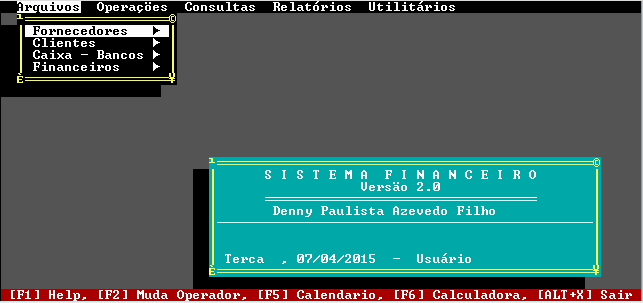 Arquivos Operações Consultas Relatórios Utilitários
Fornecedores
Clientes
Caixa - Bancos
Financeiros
S I S T E M A F I N A N C E I R O
Versão 2.0
Denny Paulista Azevedo Filho
Terca , 07/04/2015 - Usuário
[F1] Help, [F2] Muda Operador, [F5] Calendario, [F6] Calculadora, [ALT+X] Sair